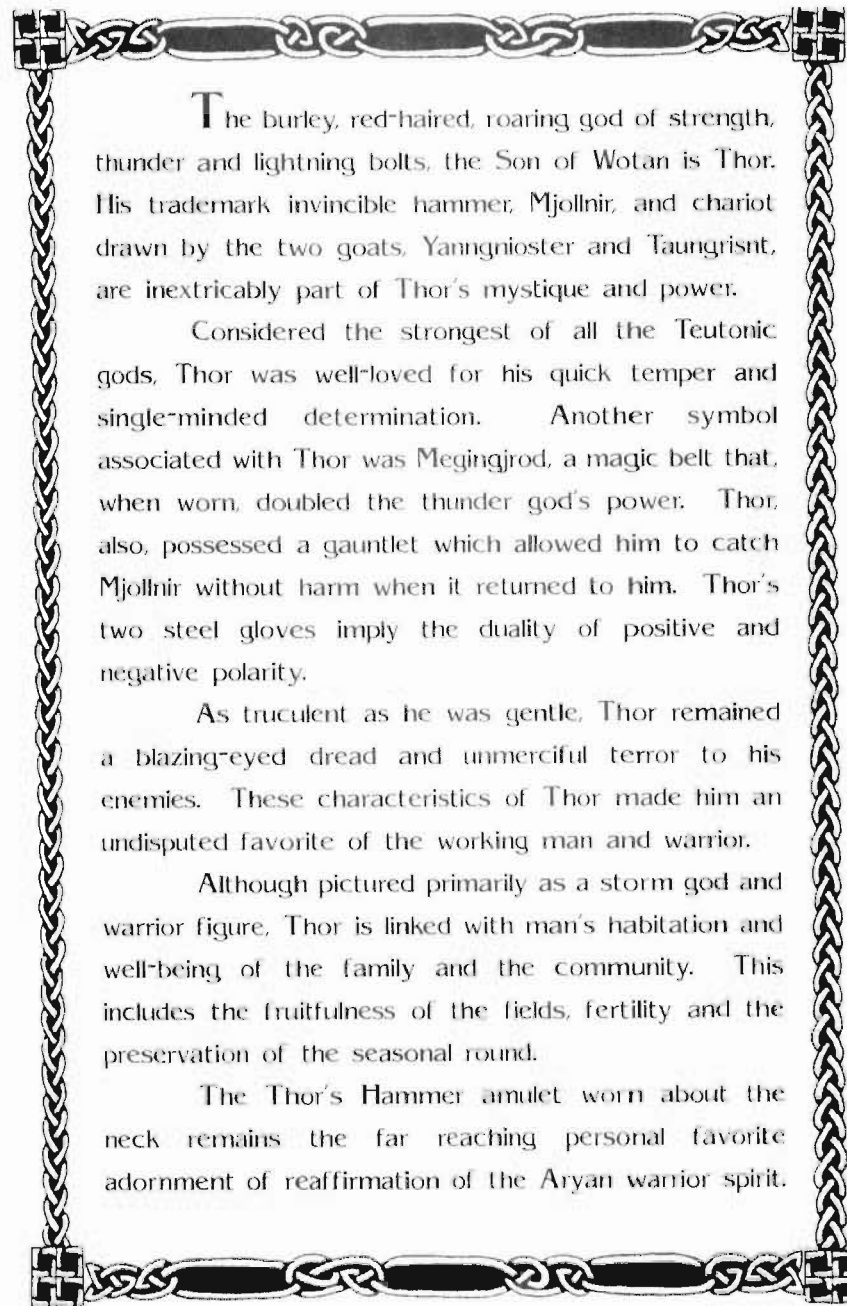 The burley, red-haired, roaring god of strength,
thunder and lightning bolts, the Son of Wotan is Thor.
His trademark invincible hammer, Mjollnir, and chariot
drawn by the two goats, Yanngnioster and Taungrisnt,
are inextricably part of Thor's mystique and power.
Considered the strongest of all the Teutonic
gods, Thor was well-loved for his quick temper and
single-minded determination. Another symbol
associated with Thor was Megingjrod, a magic belt that,
when worn, doubled the thunder god's power. Thor,
also, possessed a gauntlet which allowed him to catch
Mjollnir without harm when it returned to him. Thor's
two steel gloves imply the duality of positive and
negative polarity.
As truculent as he was gentle, Thor remained
a blazing-eyed dread and unmerciful terror to his
enemies. These characteristics of Thor made him an
undisputed favorite of the working man and warrior.
Although pictured primarily as a storm god and
warrior figure, Thor is linked with man's habitation and
well-being of the family and the community. This
includes the fruitfulness of the fields, fertility and the
preservation of the seasonal round.
The Thor's Hammer amulet worn about the
neck remains the far reaching personal favorite
adornment of reaffirmation of the Aryan warrior spirit.